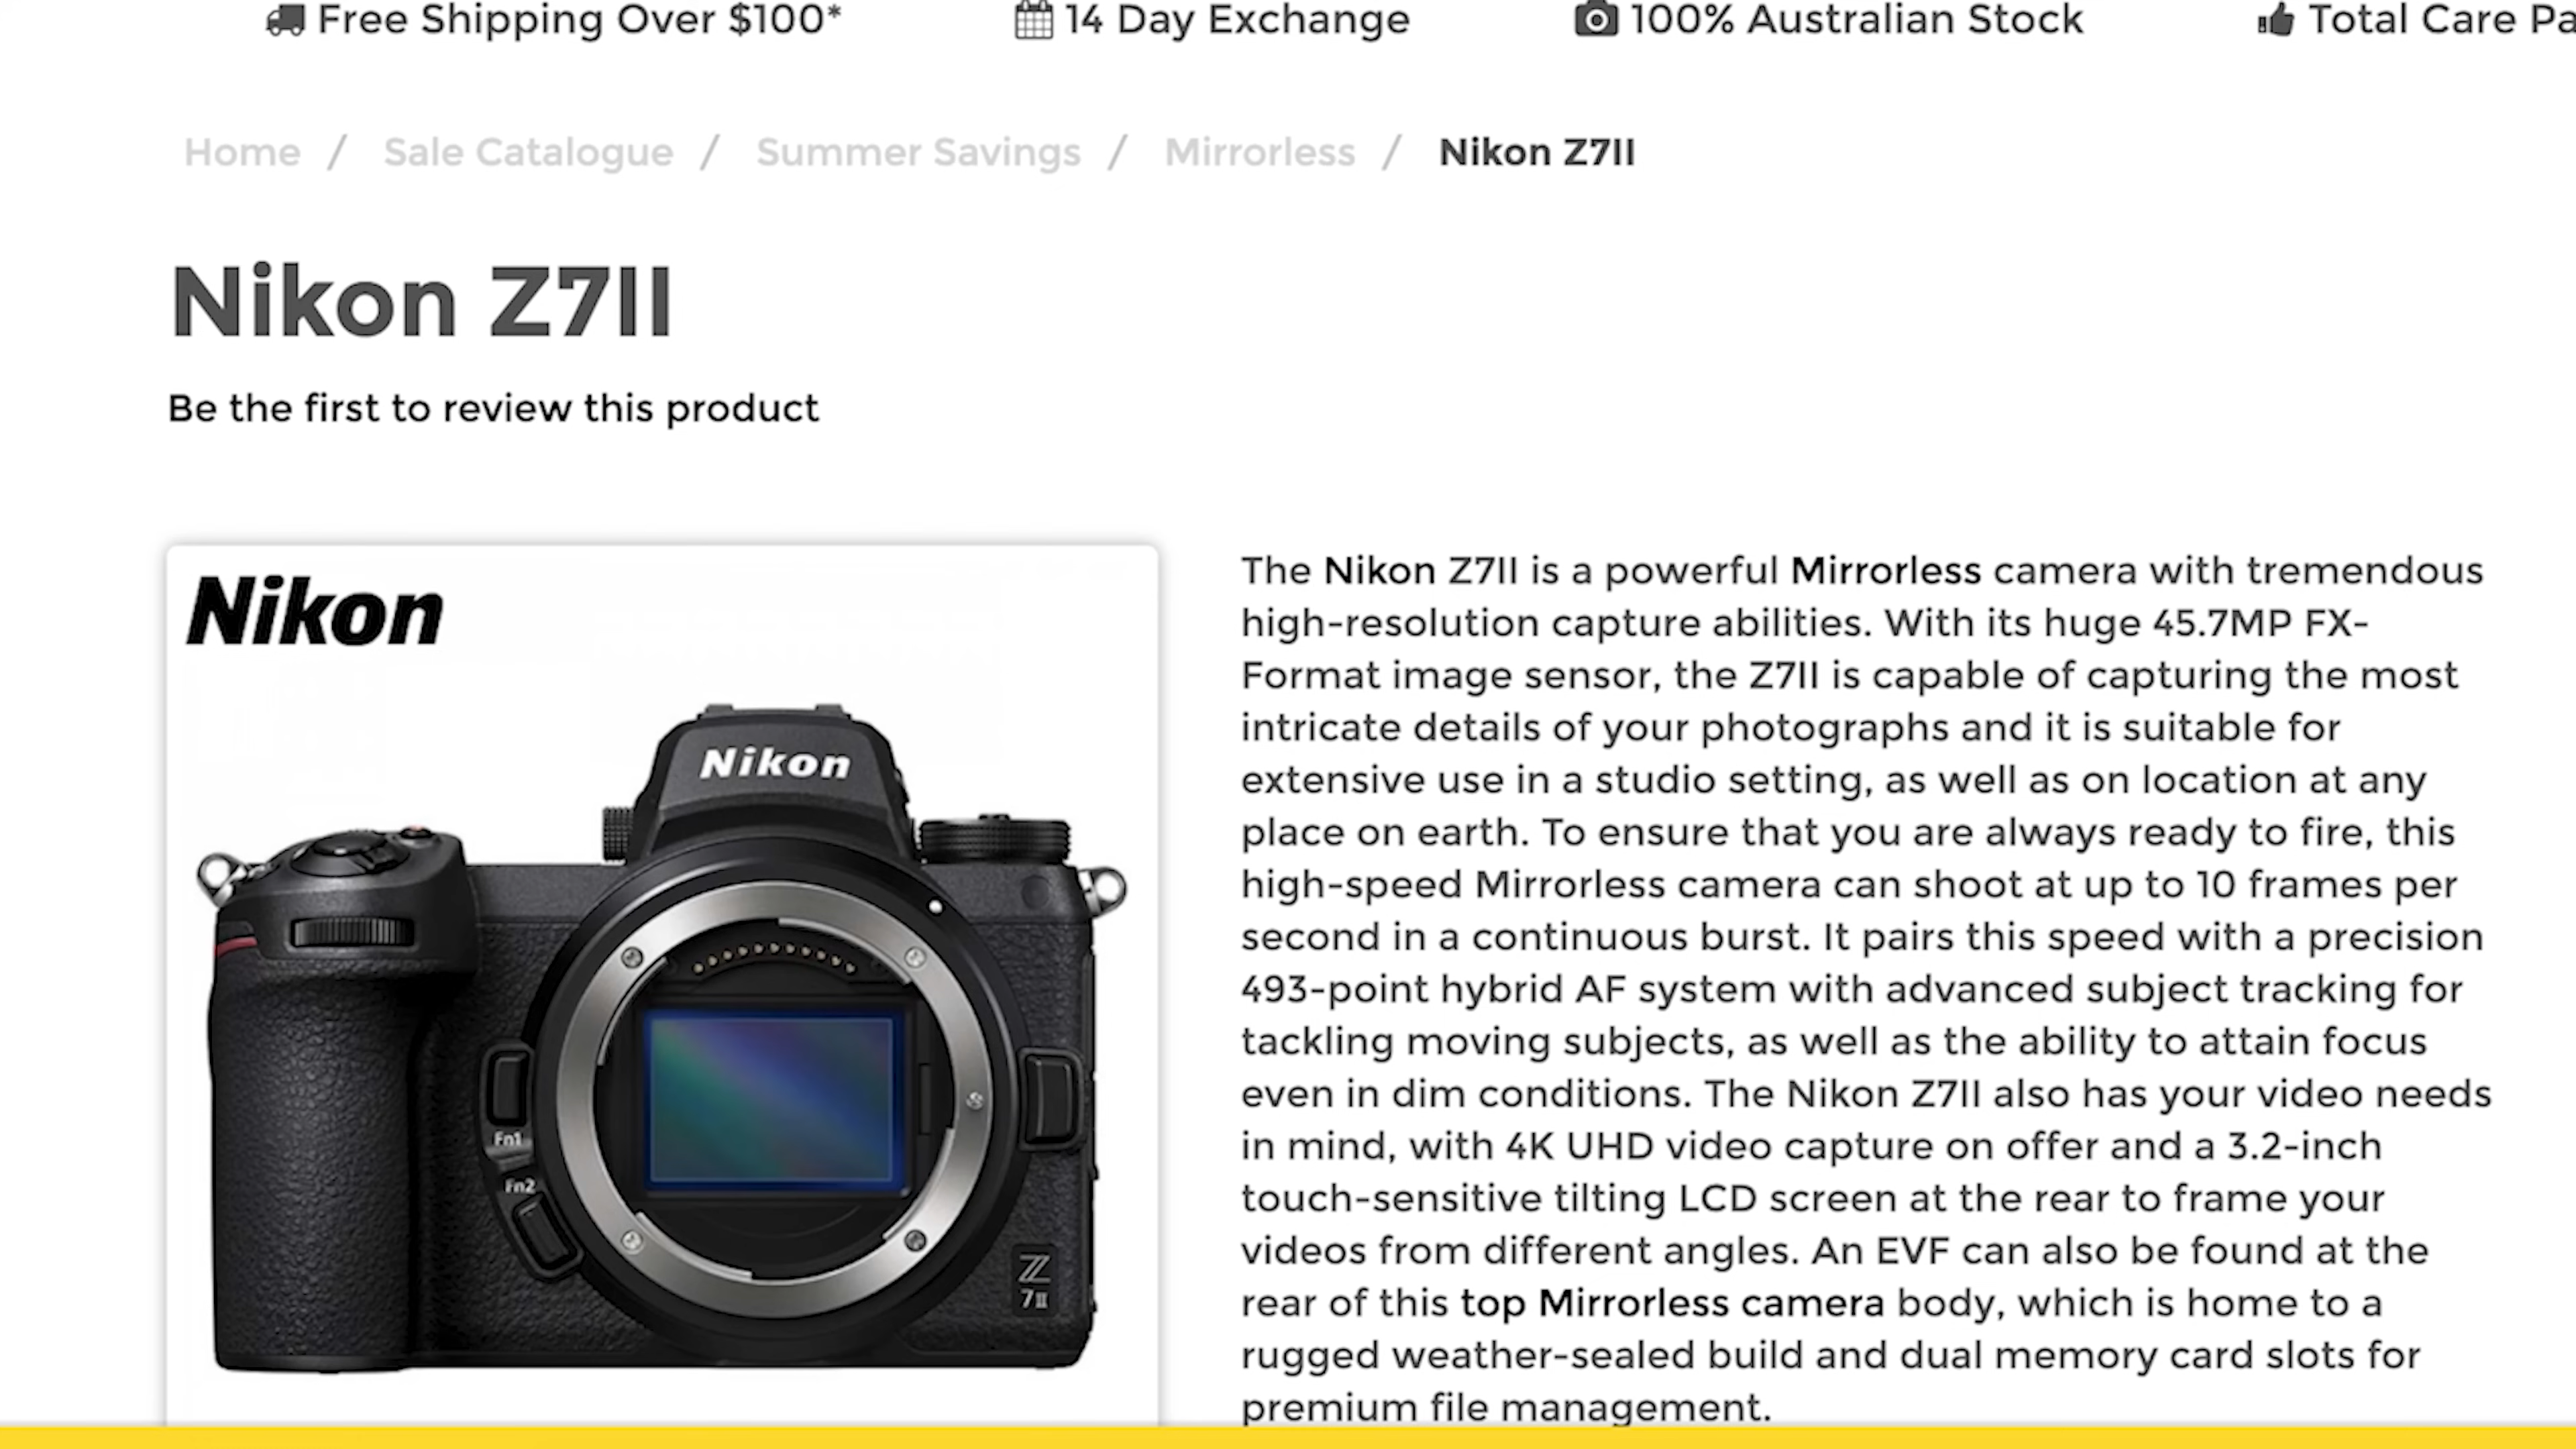 Free Shipping Over $100*
14 Day Exchange
100% Australian Stock
Total Care
Home / Sale Catalogue / Summer Savings / Mirrorless / Nikon Z7II
Nikon Z7II
Be the first to review this product
Nikon
Nikon
Fn1
Fn2
Z
7II
The Nikon Z7II is a powerful Mirrorless camera with tremendous
high-resolution capture abilities. With its huge 45.7MP FX-
Format image sensor, the Z7II is capable of capturing the most
intricate details of your photographs and it is suitable for
extensive use in a studio setting, as well as on location at any
place on earth. To ensure that you are always ready to fire, this
high-speed Mirrorless camera can shoot at up to 10 frames per
second in a continuous burst. It pairs this speed with a precision
493-point hybrid AF system with advanced subject tracking for
tackling moving subjects, as well as the ability to attain focus
even in dim conditions. The Nikon Z7II also has your video needs
in mind, with 4K UHD video capture on offer and a 3.2-inch
touch-sensitive tilting LCD screen at the rear to frame your
videos from different angles. An EVF can also be found at the
rear of this top Mirrorless camera body, which is home to a
rugged weather-sealed build and dual memory card slots for
premium file management.